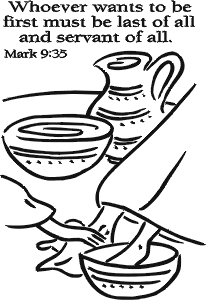 Whoever wants to be
first must be last of all
and servant of all.
Mark 9:35